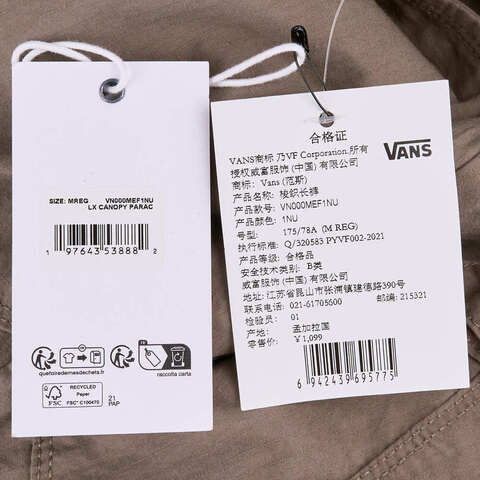 SIZE: MREG VN000MEF1NU
LX CANOPY PARAC
1 97643 53888 2
quefairedemesdechets.fr
raccolta carta
FSC
RECYCLED
Paper
FSC® C100470
21
PAP
合格证
VANS商标 乃VF Corporation.所有
授权威富服饰 (中国) 有限公司
VANS
商标: Vans (范斯)
产品名称: 梭织长裤
产品款号: VN000MEF1NU
产品颜色: 1NU
号型: 175/78A (M REG)
执行标准: Q/320583 PYVF002-2021
产品等级: 合格品
安全技术类别: B类
威富服饰 (中国) 有限公司
地址: 江苏省昆山市张浦镇建德路390号
联系电话: 021-61705600 邮编: 215321
检验员: 01
产地: 孟加拉国
零售价: ¥1,099
6 942439 695775